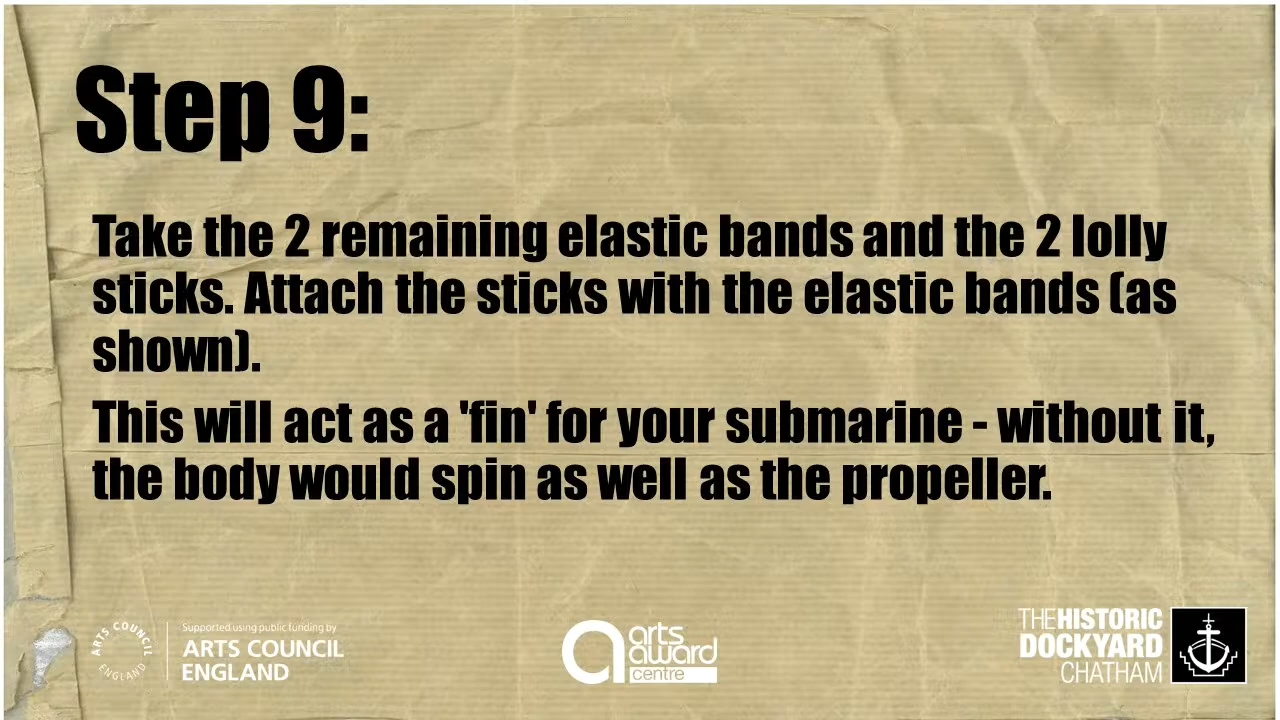 Step 9:
Take the 2 remaining elastic bands and the 2 lolly
sticks. Attach the sticks with the elastic bands (as
shown).
This will act as a 'fin' for your submarine - without it,
the body would spin as well as the propeller.
ARTS COUNCIL
ENGLAND
Supported using public funding by
ARTS COUNCIL
ENGLAND
arts
award
centre
THE HISTORIC
DOCKYARD
CHATHAM